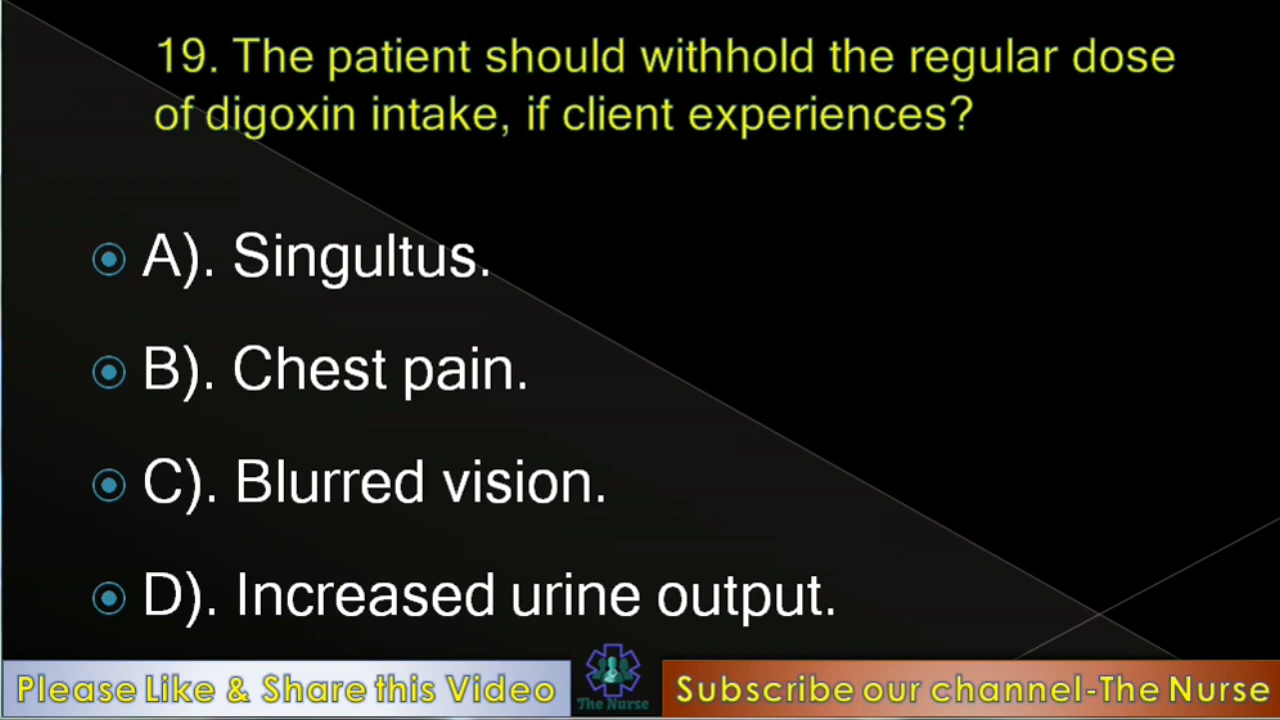 19. The patient should withhold the regular dose
of digoxin intake, if client experiences?
A). Singultus.
B). Chest pain.
C). Blurred vision.
D). Increased urine output.
Please Like & Share this Video
The Nurse
Subscribe our channel-The Nurse